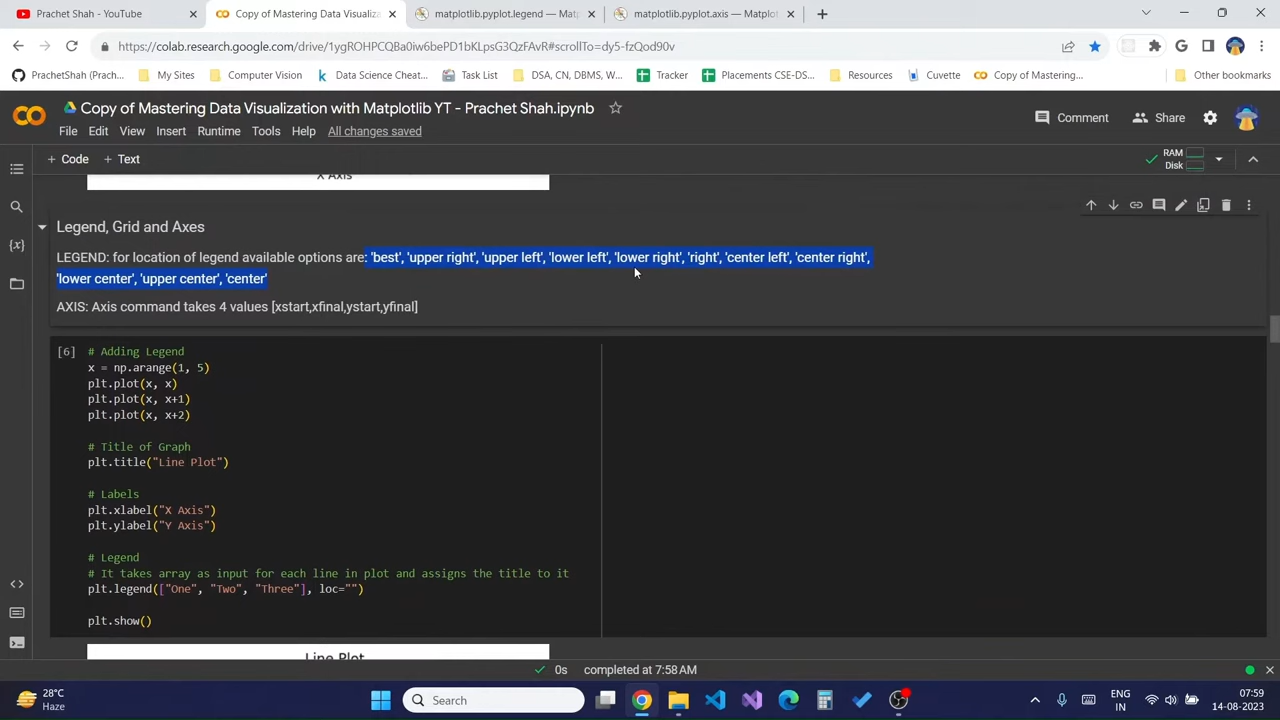 Prachet Shah - YouTube
Copy of Mastering Data Visualiza
matplotlib.pyplot.legend — Mat
matplotlib.pyplot.axis — Matplot
https://colab.research.google.com/drive/1ygROHPCQBa0iw6bePD1bKLpsG3QzFAvR#scrollTo=dy5-fzQod90v
PrachetShah (Prach...
My Sites
Computer Vision
Data Science Cheat...
Task List
DSA, CN, DBMS, W...
Tracker
Placements CSE-DS...
Resources
Cuvette
Copy of Mastering...
Other bookmarks
Copy of Mastering Data Visualization with Matplotlib YT - Prachet Shah.ipynb
Comment
Share
File Edit View Insert Runtime Tools Help All changes saved
+ Code + Text
RAM
Disk
X Axis
Legend, Grid and Axes
LEGEND: for location of legend available options are: 'best', 'upper right', 'upper left', 'lower left', 'lower right', 'right', 'center left', 'center right',
'lower center', 'upper center', 'center'
AXIS: Axis command takes 4 values [xstart,xfinal,ystart,yfinal]
[6] # Adding Legend
x = np.arange(1, 5)
plt.plot(x, x)
plt.plot(x, x+1)
plt.plot(x, x+2)
# Title of Graph
plt.title("Line Plot")
# Labels
plt.xlabel("X Axis")
plt.ylabel("Y Axis")
# Legend
# It takes array as input for each line in plot and assigns the title to it
plt.legend(["One", "Two", "Three"], loc="")
plt.show()
Line Plot
0s completed at 7:58 AM
28°C
Haze
Search
ENG
IN
07:59
14-08-2023